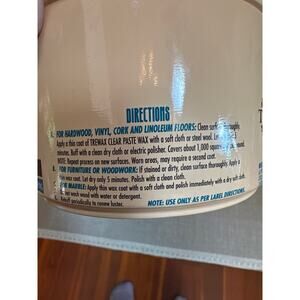 DIRECTIONS
A. FOR HARDWOOD, VINYL, CORK AND LINOLEUM FLOORS: Clean surface thoroughly.
Apply a thin coat of TREWAX CLEAR PASTE WAX with a soft cloth or steel wool. Let dry
minutes. Buff with a clean dry cloth or electric polisher. Covers about 1,000 square
NOTE: Repeat process on new surfaces. Worn areas, may require a second coat.
B. FOR FURNITURE OR WOODWORK: If stained or dirty, clean surface thoroughly. Apply a
thin wax coat. Let dry only 5 minutes. Polish with a clean cloth.
FOR MARBLE: Apply thin wax coat with a soft cloth and polish immediately with a dry soft
not wash wax with water or detergent.
periodically to renew luster.
NOTE: USE ONLY AS PER LABEL DIRECTIONS.